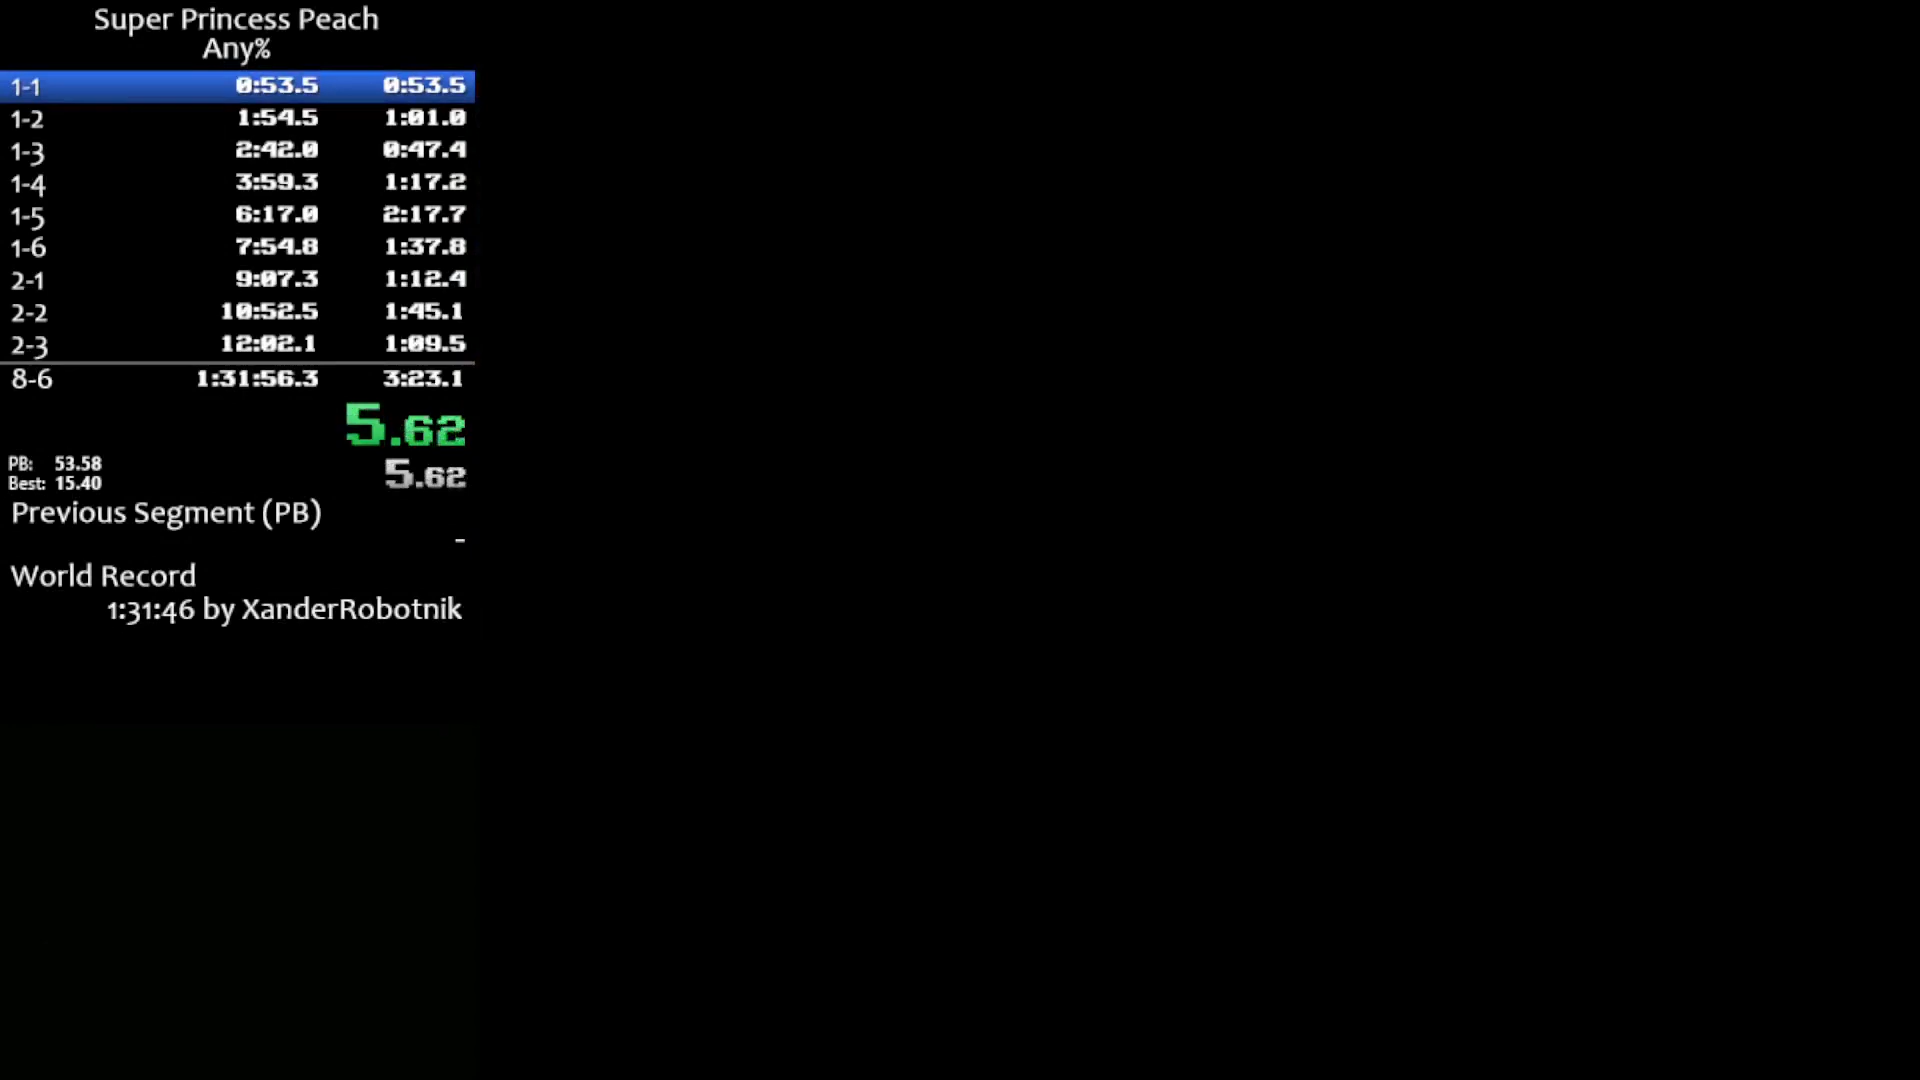 Super Princess Peach
Any%
1-1 0:53.5 0:53.5
1-2 1:54.5 1:01.0
1-3 2:42.0 0:47.4
1-4 3:59.3 1:17.2
1-5 6:17.0 2:17.7
1-6 7:54.8 1:37.8
2-1 9:07.3 1:12.4
2-2 10:52.5 1:45.1
2-3 12:02.1 1:09.5
8-6 1:31:56.3 3:23.1
5.62
PB: 53.58 5.62
Best: 15.40
Previous Segment (PB)
-
World Record
1:31:46 by XanderRobotnik